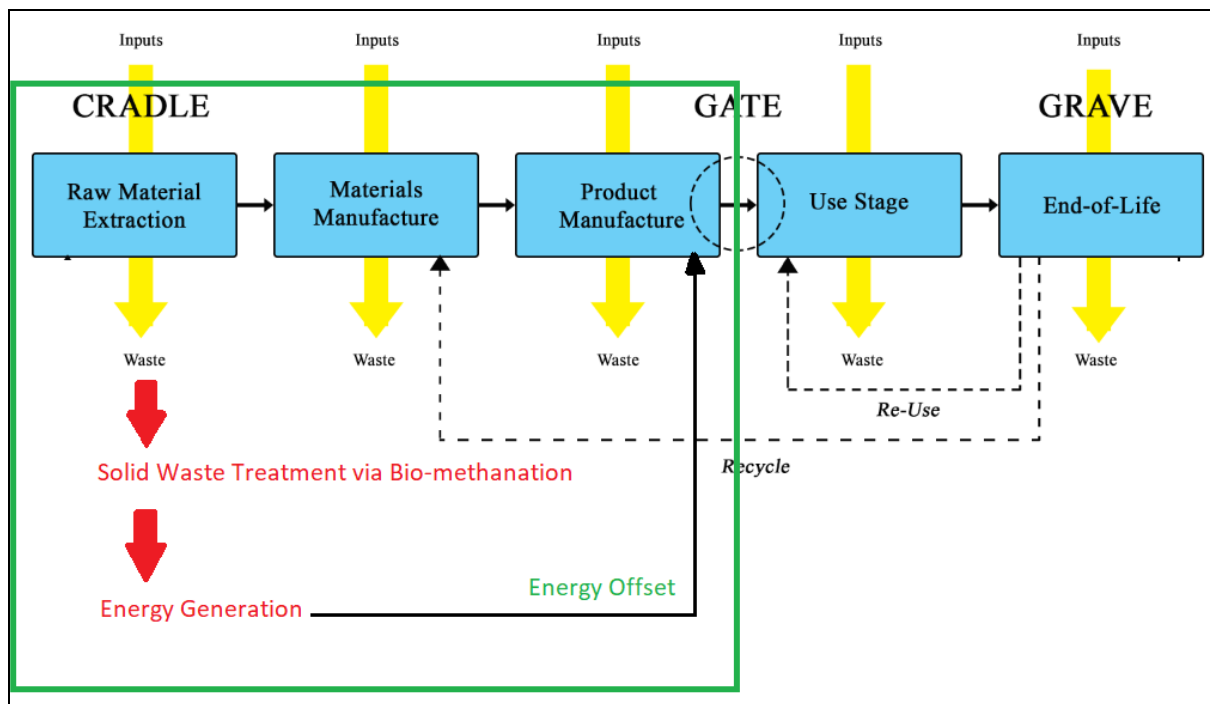 Inputs
Inputs
Inputs
Inputs
Inputs
CRADLE
GATE
GRAVE
Raw Material
Extraction
Materials
Manufacture
Product
Manufacture
Use Stage
End-of-Life
Waste
Waste
Waste
Waste
Waste
Re-Use
Recycle
Solid Waste Treatment via Bio-methanation
Energy Offset
Energy Generation